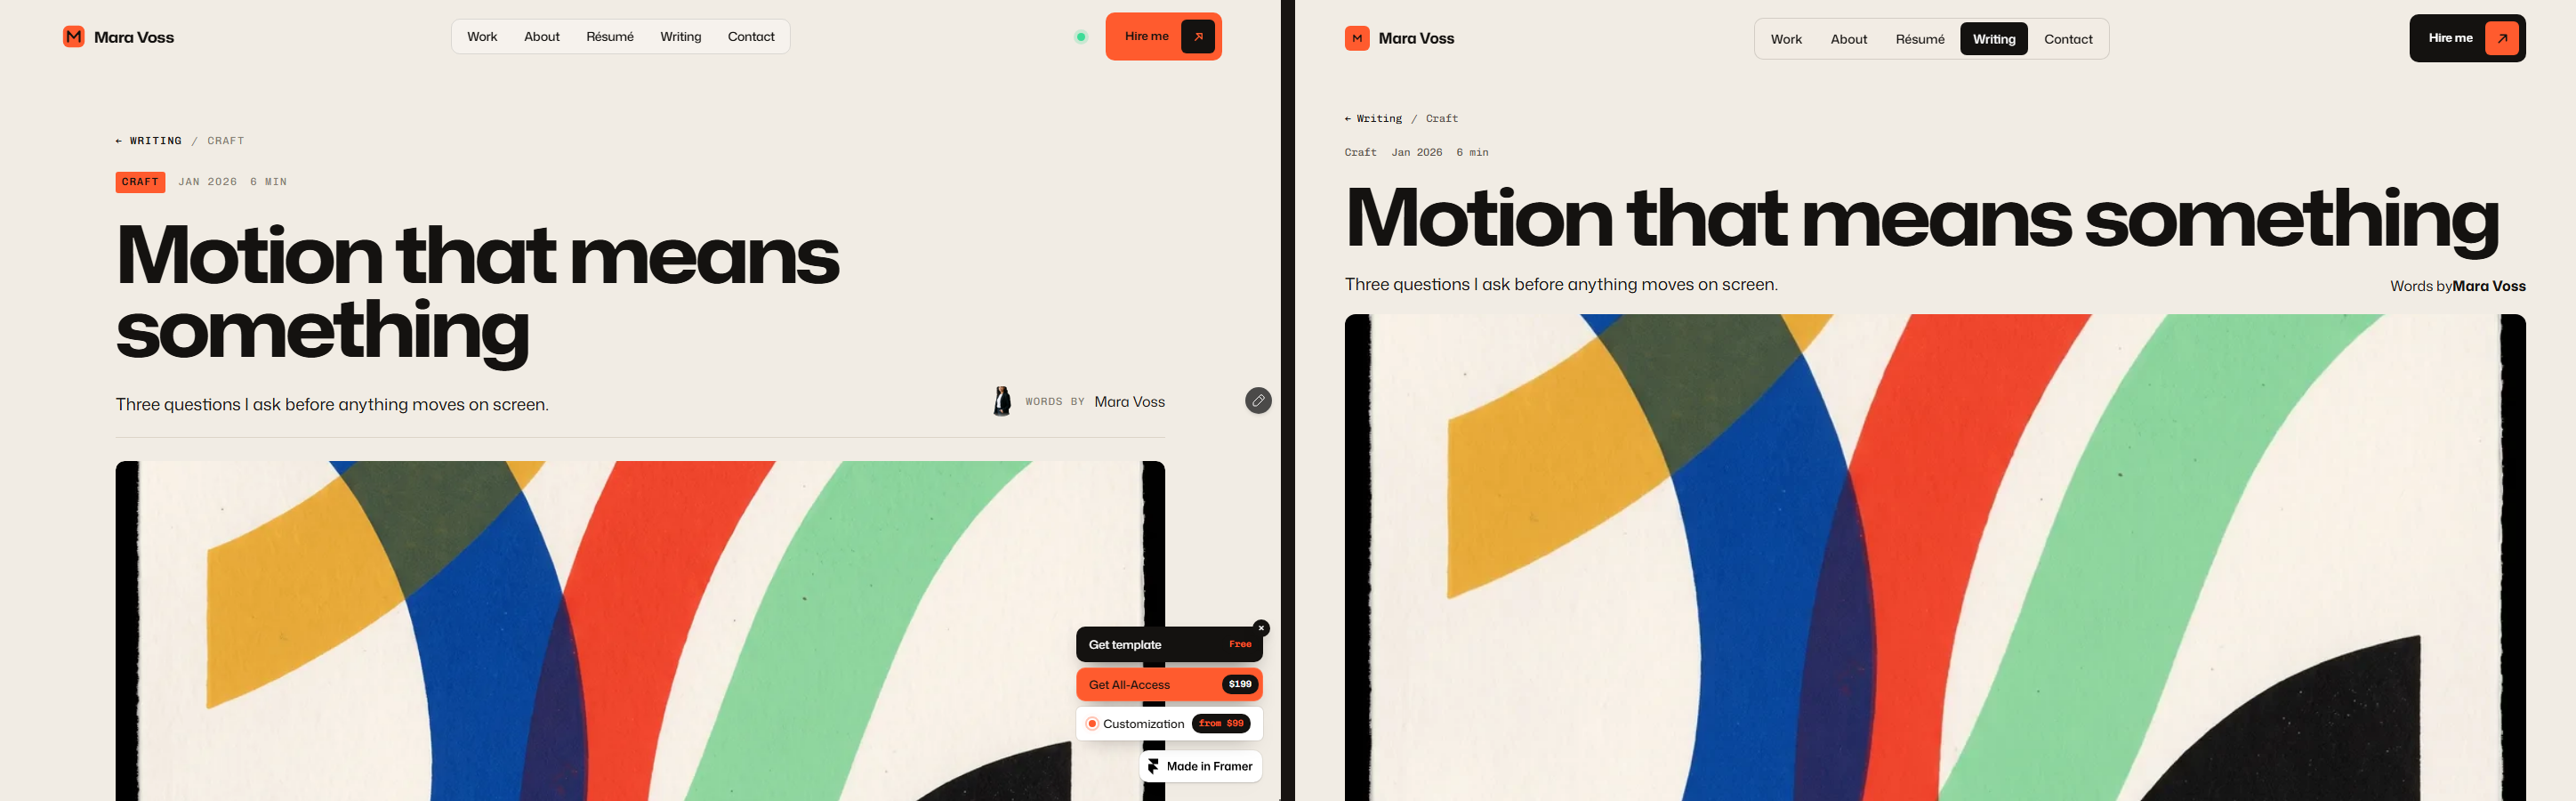 Mara Voss
Work About Résumé Writing Contact
Hire me
← WRITING / CRAFT
CRAFT JAN 2026 6 MIN
Motion that means
something
Three questions I ask before anything moves on screen.
WORDS BY Mara Voss
Get template Free
Get All-Access $199
Customization from $99
Made in Framer
M Mara Voss
Work About Résumé Writing Contact
Hire me
← Writing / Craft
Craft Jan 2026 6 min
Motion that means something
Three questions I ask before anything moves on screen.
Words byMara Voss